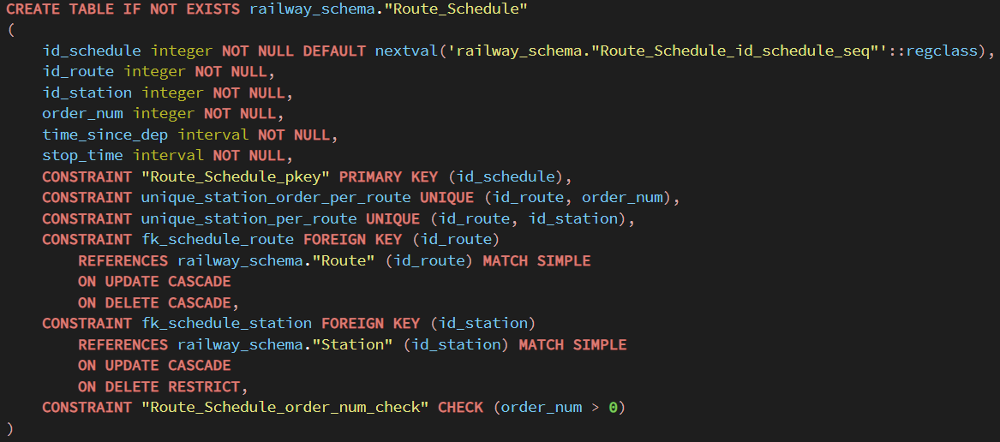 CREATE TABLE IF NOT EXISTS railway_schema."Route_Schedule"
(
    id_schedule integer NOT NULL DEFAULT nextval('railway_schema."Route_Schedule_id_schedule_seq"'::regclass),
    id_route integer NOT NULL,
    id_station integer NOT NULL,
    order_num integer NOT NULL,
    time_since_dep interval NOT NULL,
    stop_time interval NOT NULL,
    CONSTRAINT "Route_Schedule_pkey" PRIMARY KEY (id_schedule),
    CONSTRAINT unique_station_order_per_route UNIQUE (id_route, order_num),
    CONSTRAINT unique_station_per_route UNIQUE (id_route, id_station),
    CONSTRAINT fk_schedule_route FOREIGN KEY (id_route)
        REFERENCES railway_schema."Route" (id_route) MATCH SIMPLE
        ON UPDATE CASCADE
        ON DELETE CASCADE,
    CONSTRAINT fk_schedule_station FOREIGN KEY (id_station)
        REFERENCES railway_schema."Station" (id_station) MATCH SIMPLE
        ON UPDATE CASCADE
        ON DELETE RESTRICT,
    CONSTRAINT "Route_Schedule_order_num_check" CHECK (order_num > 0)
)